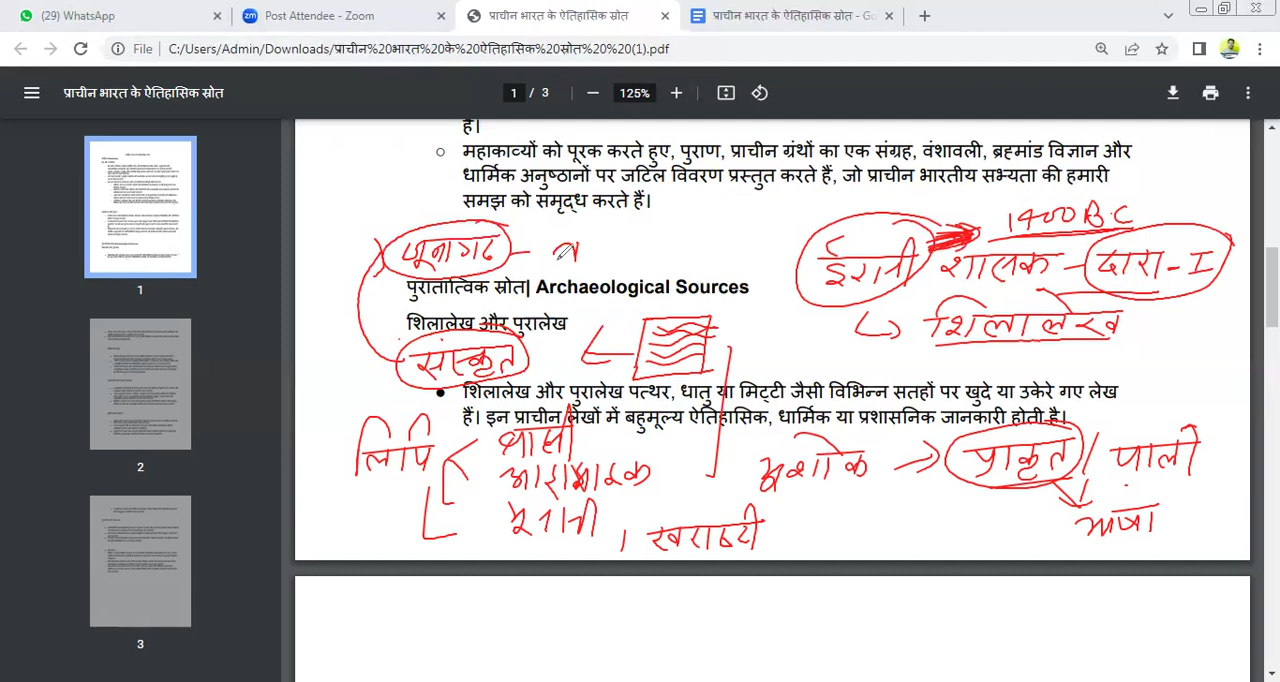 (29) WhatsApp
Post Attendee - Zoom
प्राचीन भारत के ऐतिहासिक स्रोत
प्राचीन भारत के ऐतिहासिक स्रोत - Go
File
C:/Users/Admin/Downloads/प्राचीन%20भारत%20के%20ऐतिहासिक%20स्रोत%20%20(1).pdf
प्राचीन भारत के ऐतिहासिक स्रोत
1 / 3
125%
है।
महाकाव्यों को पूरक करते हुए, पुराण, प्राचीन ग्रंथों का एक संग्रह, वंशावली, ब्रह्मांड विज्ञान और
धार्मिक अनुष्ठानों पर जटिल विवरण प्रस्तुत करते हैं, जो प्राचीन भारतीय सभ्यता की हमारी
समझ को समृद्ध करते हैं।
1400 B.C
जूनागढ -
ईरानी शासक - दारा - I
पुरातात्विक स्रोत| Archaeological Sources
शिलालेख
शिलालेख और पुरालेख
संस्कृत
शिलालेख और पुरालेख पत्थर, धातु या मिट्टी जैसी विभिन्न सतहों पर खुदे या उकेरे गए लेख
हैं। इन प्राचीन लेखों में बहुमूल्य ऐतिहासिक, धार्मिक या प्रशासनिक जानकारी होती है।
लिपि
अशोक → प्राकृत / पाली
यूनानी ,
भाषा
1
2
3